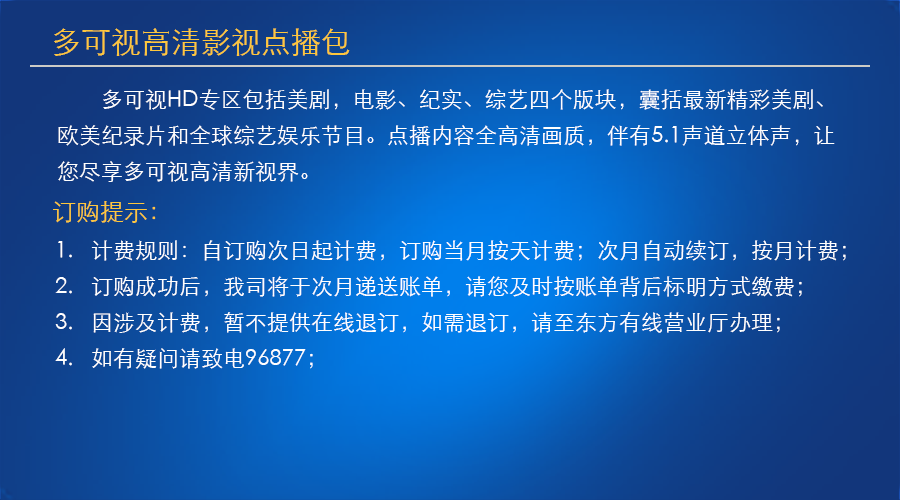 多可视高清影视点播包
多可视HD专区包括美剧，电影、纪实、综艺四个版块，囊括最新精彩美剧、
欧美纪录片和全球综艺娱乐节目。点播内容全高清画质，伴有5.1声道立体声，让
您尽享多可视高清新视界。
订购提示：
1. 计费规则：自订购次日起计费，订购当月按天计费；次月自动续订，按月计费；
2. 订购成功后，我司将于次月递送账单，请您及时按账单背后标明方式缴费；
3. 因涉及计费，暂不提供在线退订，如需退订，请至东方有线营业厅办理；
4. 如有疑问请致电96877；